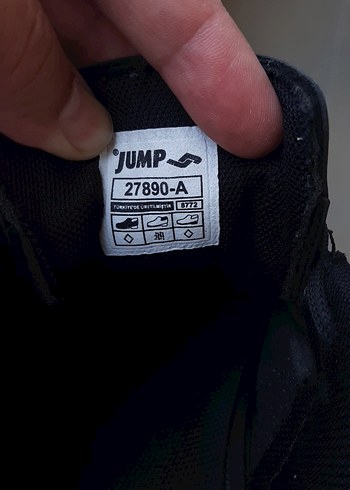 ®JUMP
27890-A
TÜRKİYE'DE ÜRETİLMİŞTİR 8772